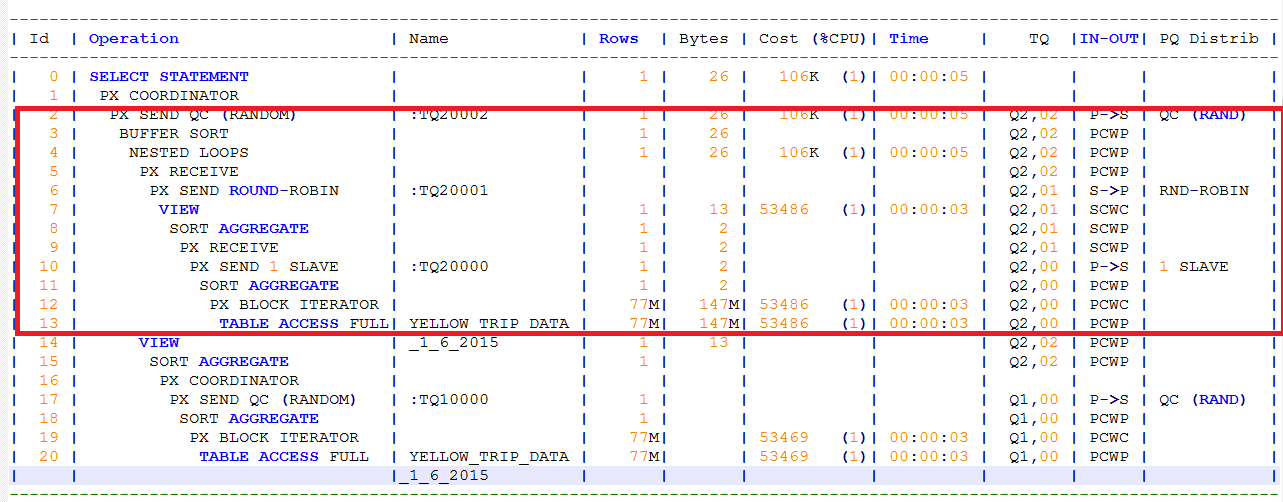 | Id | Operation | Name | Rows | Bytes | Cost (%CPU)| Time | TQ |IN-OUT| PQ Distrib |
| 0 | SELECT STATEMENT | | 1 | 26 | 106K (1)| 00:00:05 | | | |
| 1 | PX COORDINATOR | | | | | | | | |
| 2 | PX SEND QC (RANDOM) | :TQ20002 | 1 | 26 | 106K (1)| 00:00:05 | Q2,02 | P->S | QC (RAND) |
| 3 | BUFFER SORT | | 1 | 26 | | | Q2,02 | PCWP | |
| 4 | NESTED LOOPS | | 1 | 26 | 106K (1)| 00:00:05 | Q2,02 | PCWP | |
| 5 | PX RECEIVE | | | | | | Q2,02 | PCWP | |
| 6 | PX SEND ROUND-ROBIN | :TQ20001 | | | | | Q2,01 | S->P | RND-ROBIN |
| 7 | VIEW | | 1 | 13 | 53486 (1)| 00:00:03 | Q2,01 | SCWC | |
| 8 | SORT AGGREGATE | | 1 | 2 | | | Q2,01 | SCWP | |
| 9 | PX RECEIVE | | 1 | 2 | | | Q2,01 | SCWP | |
| 10 | PX SEND 1 SLAVE | :TQ20000 | 1 | 2 | | | Q2,00 | P->S | 1 SLAVE |
| 11 | SORT AGGREGATE | | 1 | 2 | | | Q2,00 | PCWP | |
| 12 | PX BLOCK ITERATOR | | 77M| 147M| 53486 (1)| 00:00:03 | Q2,00 | PCWC | |
| 13 | TABLE ACCESS FULL| YELLOW_TRIP_DATA | 77M| 147M| 53486 (1)| 00:00:03 | Q2,00 | PCWP | |
| 14 | VIEW | _1_6_2015 | 1 | 13 | | | Q2,02 | PCWP | |
| 15 | SORT AGGREGATE | | 1 | | | | Q2,02 | PCWP | |
| 16 | PX COORDINATOR | | | | | | | | |
| 17 | PX SEND QC (RANDOM) | :TQ10000 | 1 | | | | Q1,00 | P->S | QC (RAND) |
| 18 | SORT AGGREGATE | | 1 | | | | Q1,00 | PCWP | |
| 19 | PX BLOCK ITERATOR | | 77M| | 53469 (1)| 00:00:03 | Q1,00 | PCWC | |
| 20 | TABLE ACCESS FULL | YELLOW_TRIP_DATA | 77M| | 53469 (1)| 00:00:03 | Q1,00 | PCWP | |
| | |_1_6_2015 | | | | | | | |